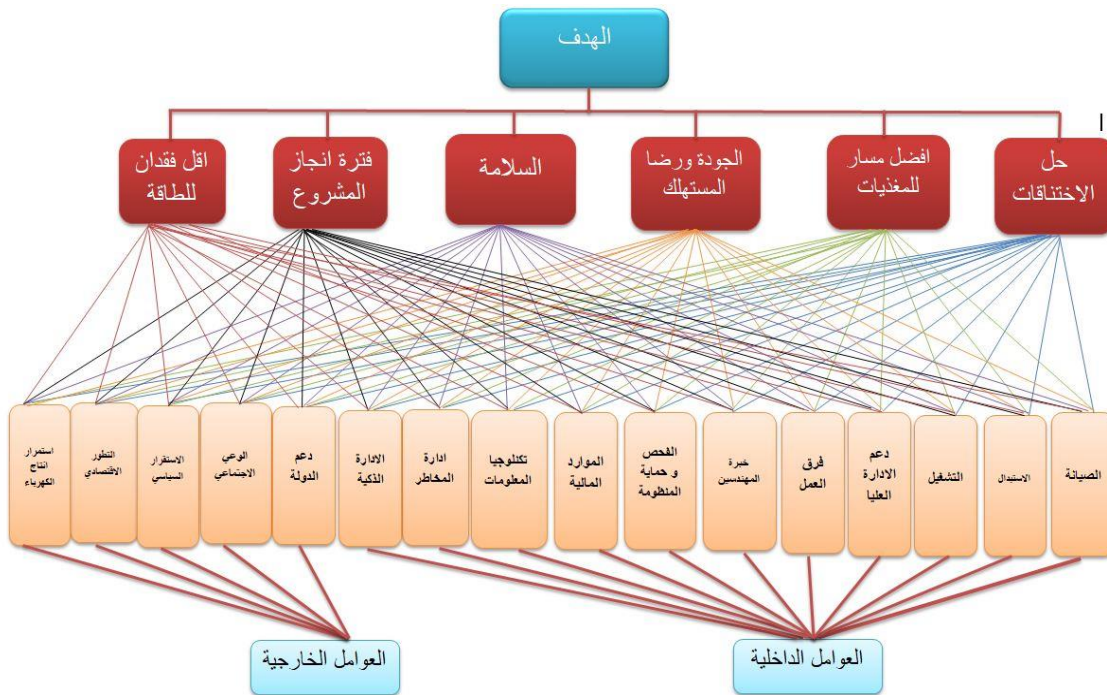 الهدف
ا
حل
الاختناقات
افضل مسار
للمغذيات
الجودة ورضا
المستهلك
السلامة
فترة انجاز
المشروع
اقل فقدان
للطاقة
الصيانة
الاستبدال
التشغيل
دعم
الادارة
العليا
فرق
العمل
خبرة
المهندسين
الفحص
و حماية
المنظومة
الموارد
المالية
تكنلوجيا
المعلومات
ادارة
المخاطر
الادارة
الذكية
دعم
الدولة
الوعي
الاجتماعي
الاستقرار
السياسي
التطور
الاقتصادي
استمرار
انتاج
الكهرباء
العوامل الداخلية
العوامل الخارجية